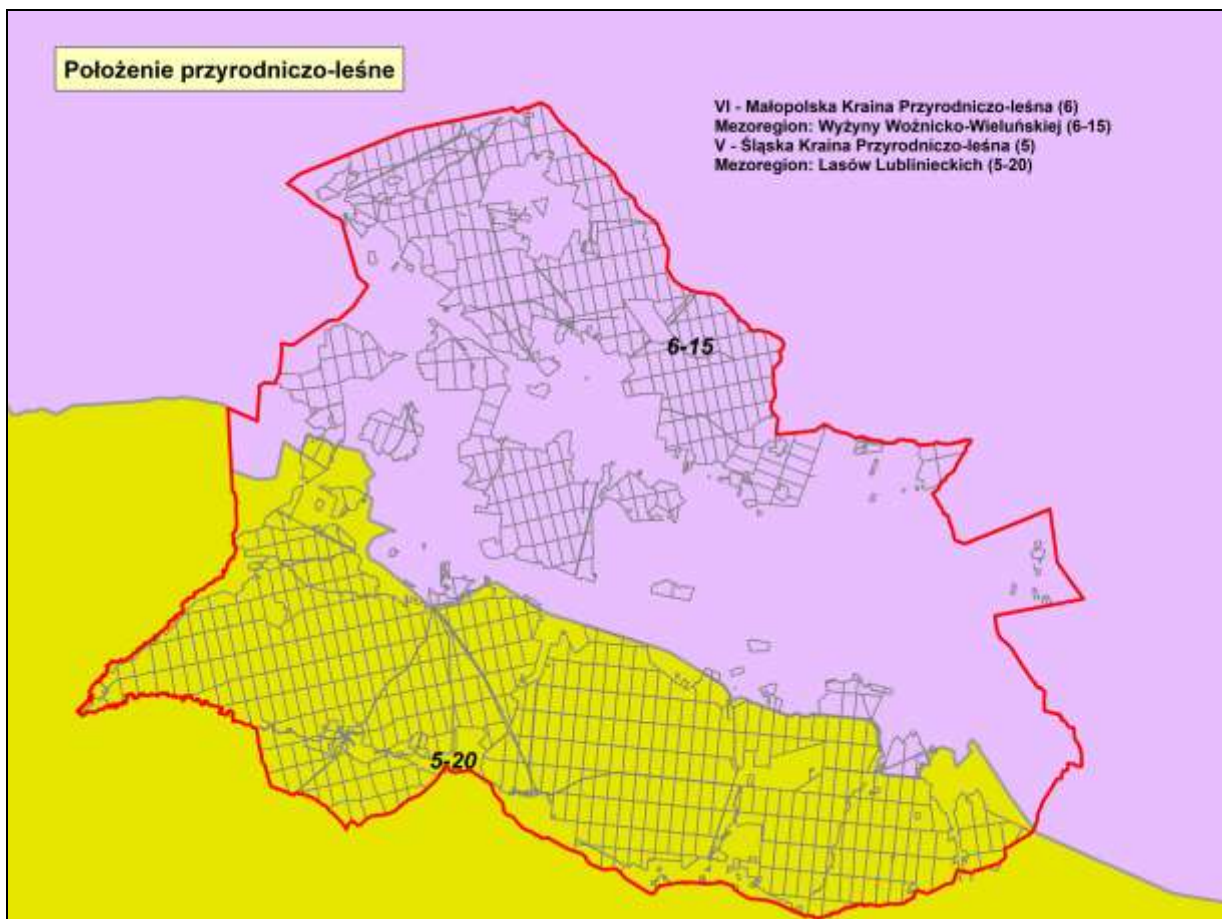 Położenie przyrodniczo-leśne
VI - Małopolska Kraina Przyrodniczo-leśna (6)
Mezoregion: Wyżyny Woźnicko-Wieluńskiej (6-15)
V - Śląska Kraina Przyrodniczo-leśna (5)
Mezoregion: Lasów Lublinieckich (5-20)
6-15
5-20